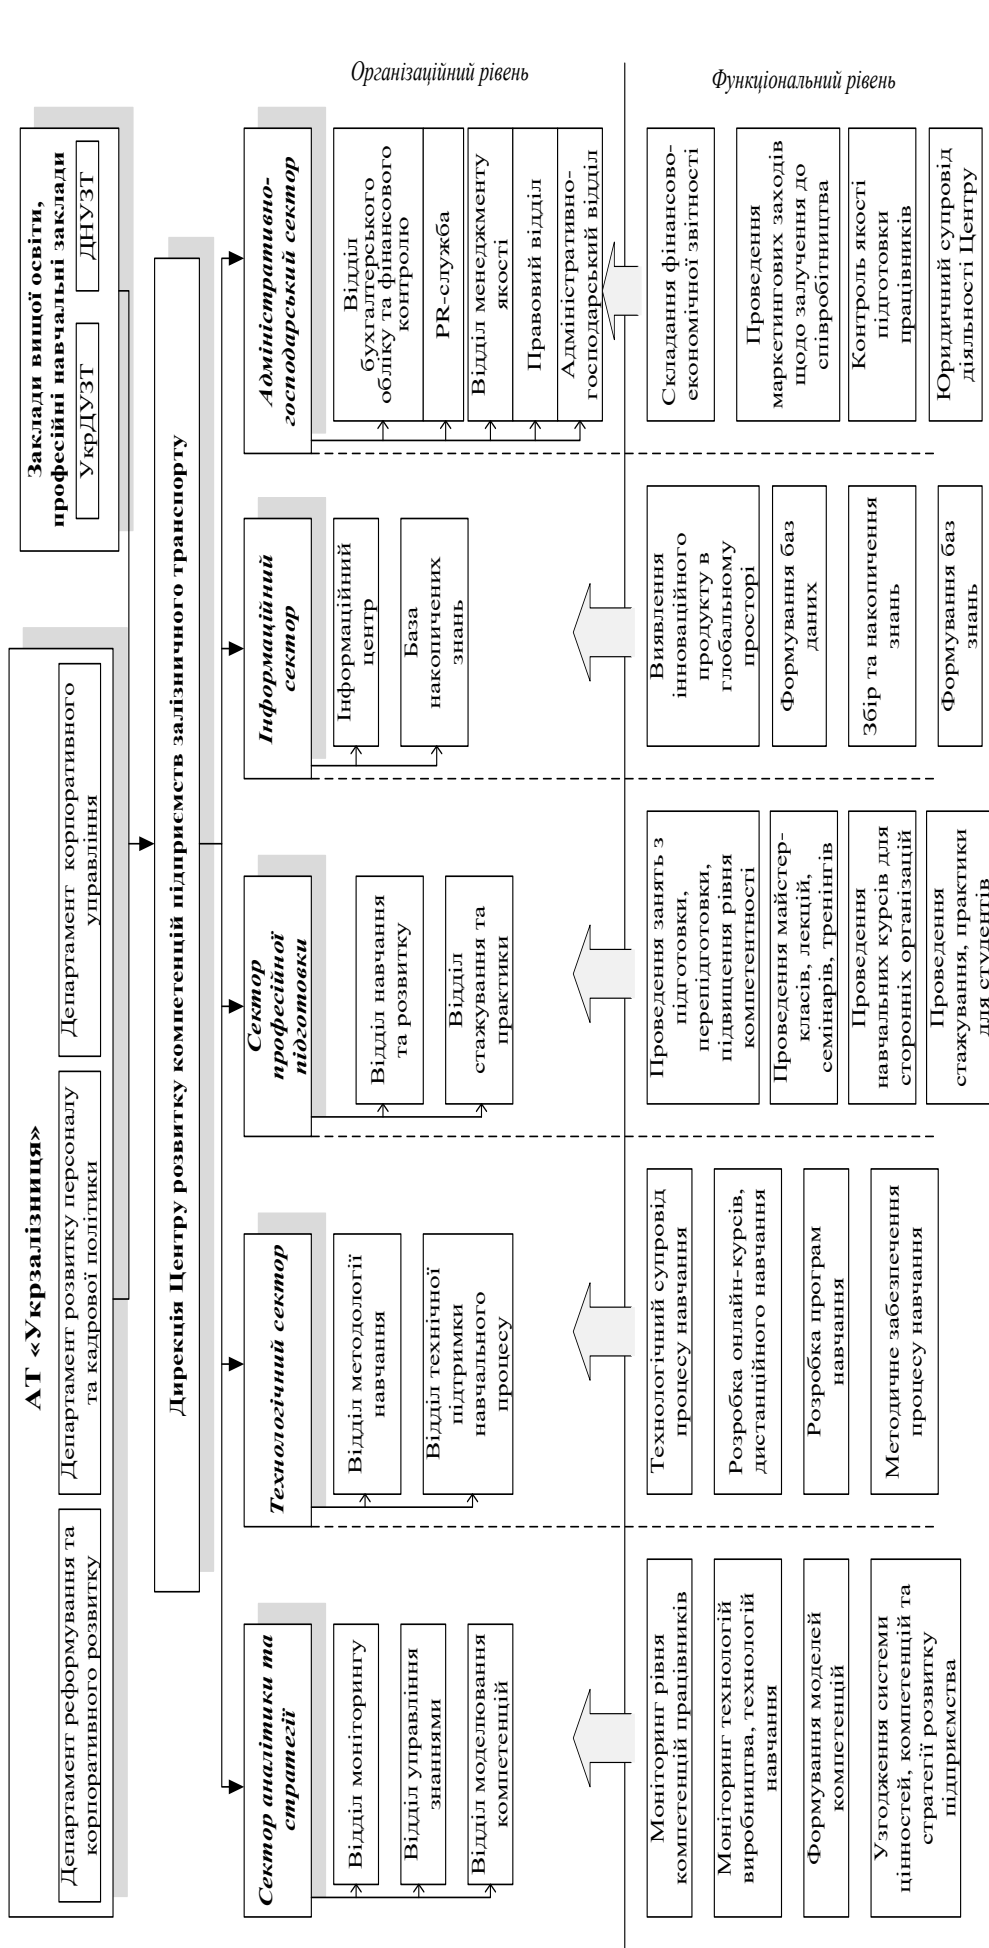 АТ «Укрзалізниця»
Департамент реформування та
корпоративного розвитку
Департамент розвитку персоналу
та кадрової політики
Департамент корпоративного
управління
Заклади вищої освіти,
професійні навчальні заклади
УкрДУЗТ
ДНУЗТ
Дирекція Центру розвитку компетенцій підприємств залізничного транспорту
Організаційний рівень
Сектор аналітики та
стратегії
Відділ моніторингу
Відділ управління
знаннями
Відділ моделювання
компетенцій
Технологічний сектор
Відділ методології
навчання
Відділ технічної
підтримки
навчального
процесу
Сектор
професійної
підготовки
Відділ навчання
та розвитку
Відділ
стажування та
практики
Інформаційний
сектор
Інформаційний
центр
База
накопичених
знань
Адміністративно-
господарський сектор
Відділ
бухгалтерського
обліку та фінансового
контролю
PR-служба
Відділ менеджменту
якості
Правовий відділ
Адміністративно-
господарський відділ
Функціональний рівень
Моніторинг рівня
компетенцій працівників
Моніторинг технологій
виробництва, технологій
навчання
Формування моделей
компетенцій
Узгодження системи
цінностей, компетенцій та
стратегії розвитку
підприємства
Технологічний супровід
процесу навчання
Розробка онлайн-курсів,
дистанційного навчання
Розробка програм
навчання
Методичне забезпечення
процесу навчання
Проведення занять з
підготовки,
перепідготовки,
підвищення рівня
компетентності
Проведення майстер-
класів, лекцій,
семінарів, тренінгів
Проведення
навчальних курсів для
сторонніх організацій
Проведення
стажування, практики
для студентів
Виявлення
інноваційного
продукту в
глобальному
просторі
Формування баз
даних
Збір та накопичення
знань
Формування баз
знань
Складання фінансово-
економічної звітності
Проведення
маркетингових заходів
щодо залучення до
співробітництва
Контроль якості
підготовки
працівників
Юридичний супровід
діяльності Центру